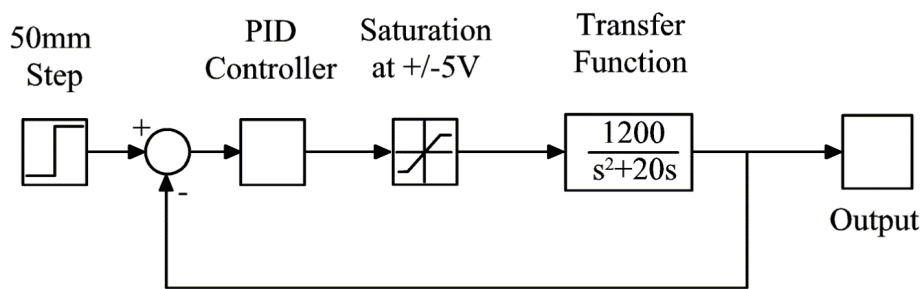 50mm
Step
PID
Controller
Saturation
at +/-5V
Transfer
Function
+
-
1200
s²+20s
Output